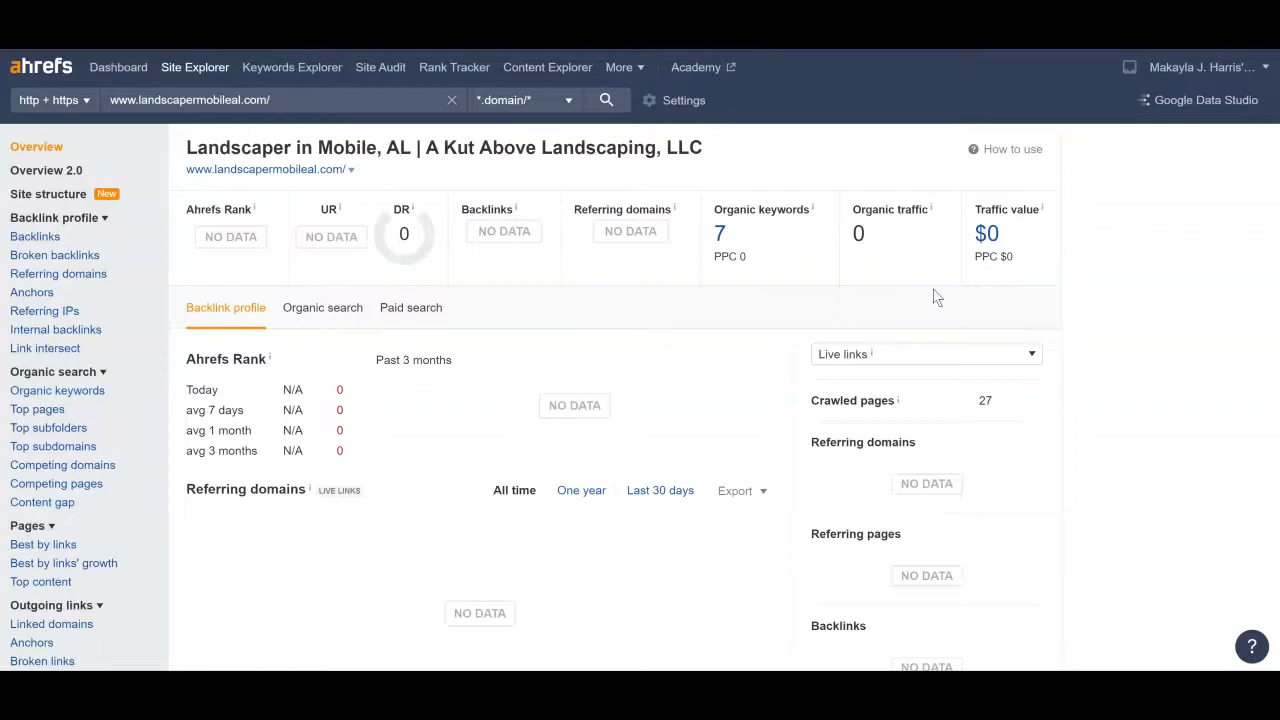 ahrefs Dashboard Site Explorer Keywords Explorer Site Audit Rank Tracker Content Explorer More Academy Makayla J. Harris'...
http + https www.landscapermobileal.com/ *.domain/* Settings Google Data Studio
Overview
Overview 2.0
Site structure New
Backlink profile
Backlinks
Broken backlinks
Referring domains
Anchors
Referring IPs
Internal backlinks
Link intersect
Organic search
Organic keywords
Top pages
Top subfolders
Top subdomains
Competing domains
Competing pages
Content gap
Pages
Best by links
Best by links' growth
Top content
Outgoing links
Linked domains
Anchors
Broken links
Landscaper in Mobile, AL | A Kut Above Landscaping, LLC
How to use
www.landscapermobileal.com/
Ahrefs Rank i UR i DR i Backlinks i Referring domains i Organic keywords i Organic traffic i Traffic value i
NO DATA NO DATA 0 NO DATA NO DATA 7 0 $0
PPC 0 PPC $0
Backlink profile Organic search Paid search
Ahrefs Rank i Past 3 months
Today N/A 0
avg 7 days N/A 0
avg 1 month N/A 0
avg 3 months N/A 0
NO DATA
Referring domains i LIVE LINKS All time One year Last 30 days Export
NO DATA
Live links i
Crawled pages i 27
Referring domains
NO DATA
Referring pages
NO DATA
Backlinks
NO DATA
?